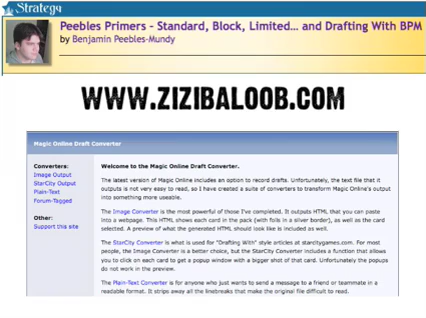 Strategy
Peebles Primers - Standard, Block, Limited... and Drafting With BPM
by Benjamin Peebles-Mundy
WWW.ZIZIBALOOB.COM
Magic Online Draft Converter
Converters:
Image Output
StarCity Output
Plain-Text
Forum-Tagged
Other:
Support this site
Welcome to the Magic Online Draft Converter.
The latest version of Magic Online includes an option to record drafts. Unfortunately, the text file that it
outputs is not very easy to read, so I have created a suite of converters to transform Magic Online's output
into something more useable.
The Image Converter is the most powerful of those I've completed. It outputs HTML that you can paste
into a webpage. This HTML shows each card in the pack (with foils in a silver border), as well as the card
selected. A preview of what the generated HTML should look like is included as well.
The StarCity Converter is what is used for "Drafting With" style articles at starcitygames.com. For most
people, the Image Converter is a better choice, but the StarCity Converter includes a function that allows
you to click on each card to get a popup window with a bigger shot of that card. Unfortunately the popups
do not work in the preview.
The Plain-Text Converter is for anyone who just wants to send a message to a friend or teammate in a
readable format. It strips away all the linebreaks that make the original file difficult to read.